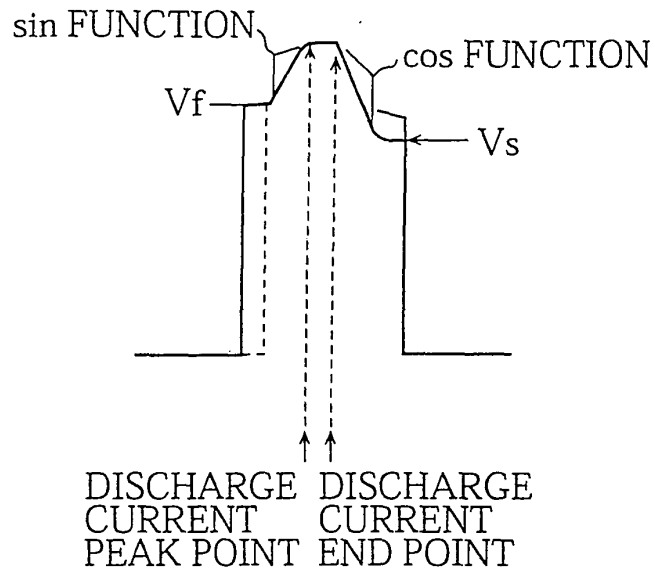 sin FUNCTION
cos FUNCTION
Vf
Vs
DISCHARGE CURRENT PEAK POINT
DISCHARGE CURRENT END POINT